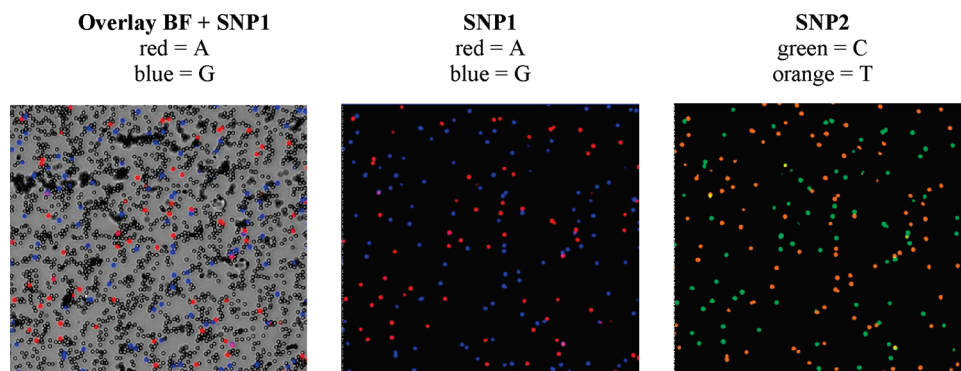 Overlay BF + SNP1
red = A
blue = G
SNP1
red = A
blue = G
SNP2
green = C
orange = T